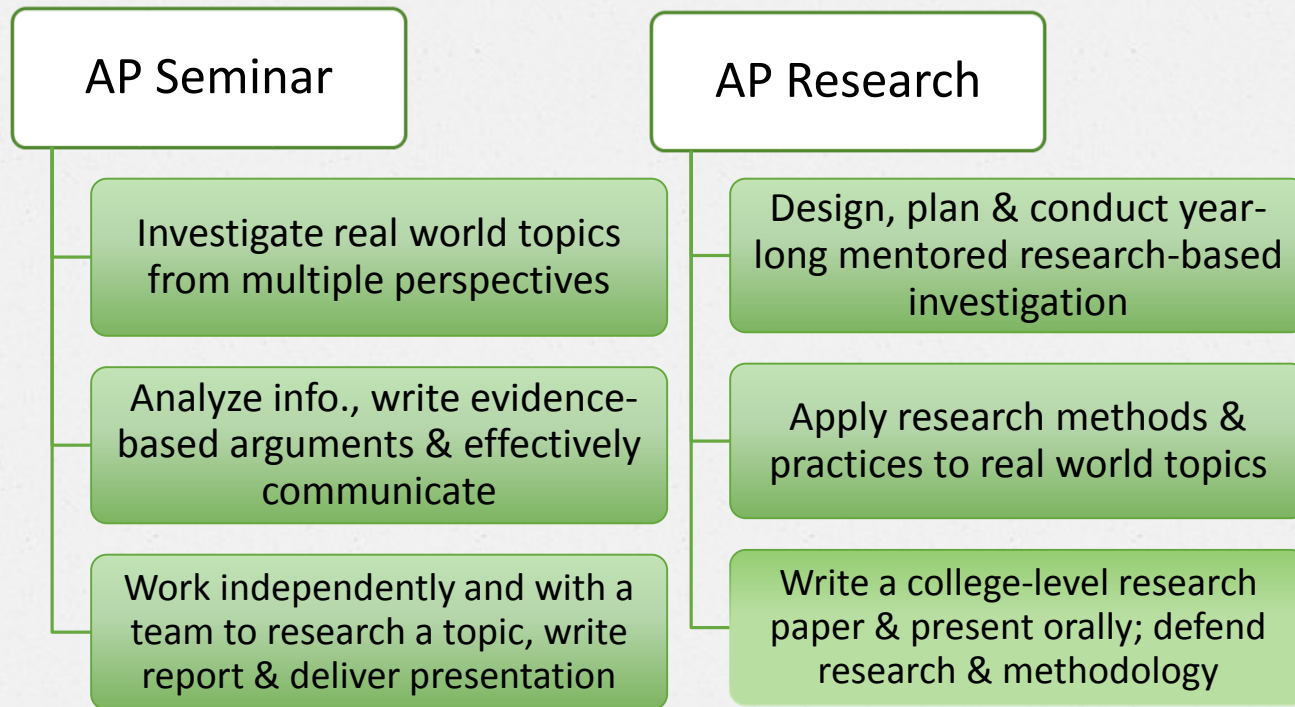 AP Seminar
Investigate real world topics
from multiple perspectives
Analyze info., write evidence-
based arguments & effectively
communicate
Work independently and with a
team to research a topic, write
report & deliver presentation
AP Research
Design, plan & conduct year-
long mentored research-based
investigation
Apply research methods &
practices to real world topics
Write a college-level research
paper & present orally; defend
research & methodology